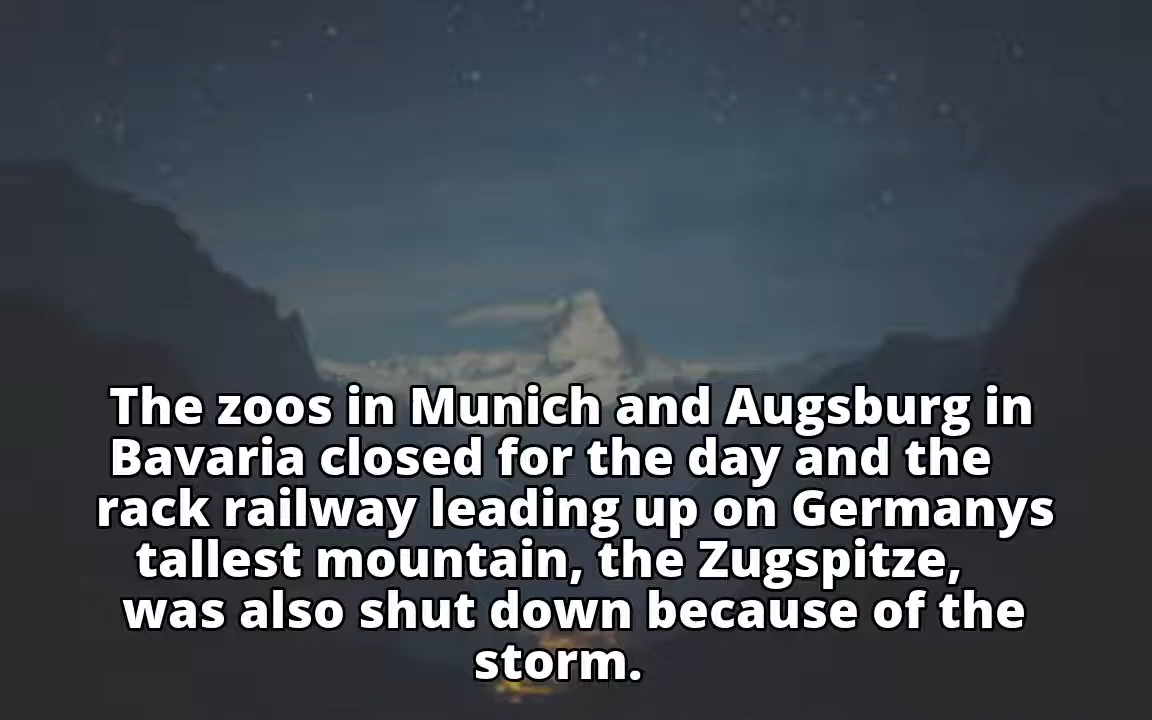 The zoos in Munich and Augsburg in
Bavaria closed for the day and the
rack railway leading up on Germanys
tallest mountain, the Zugspitze,
was also shut down because of the
storm.